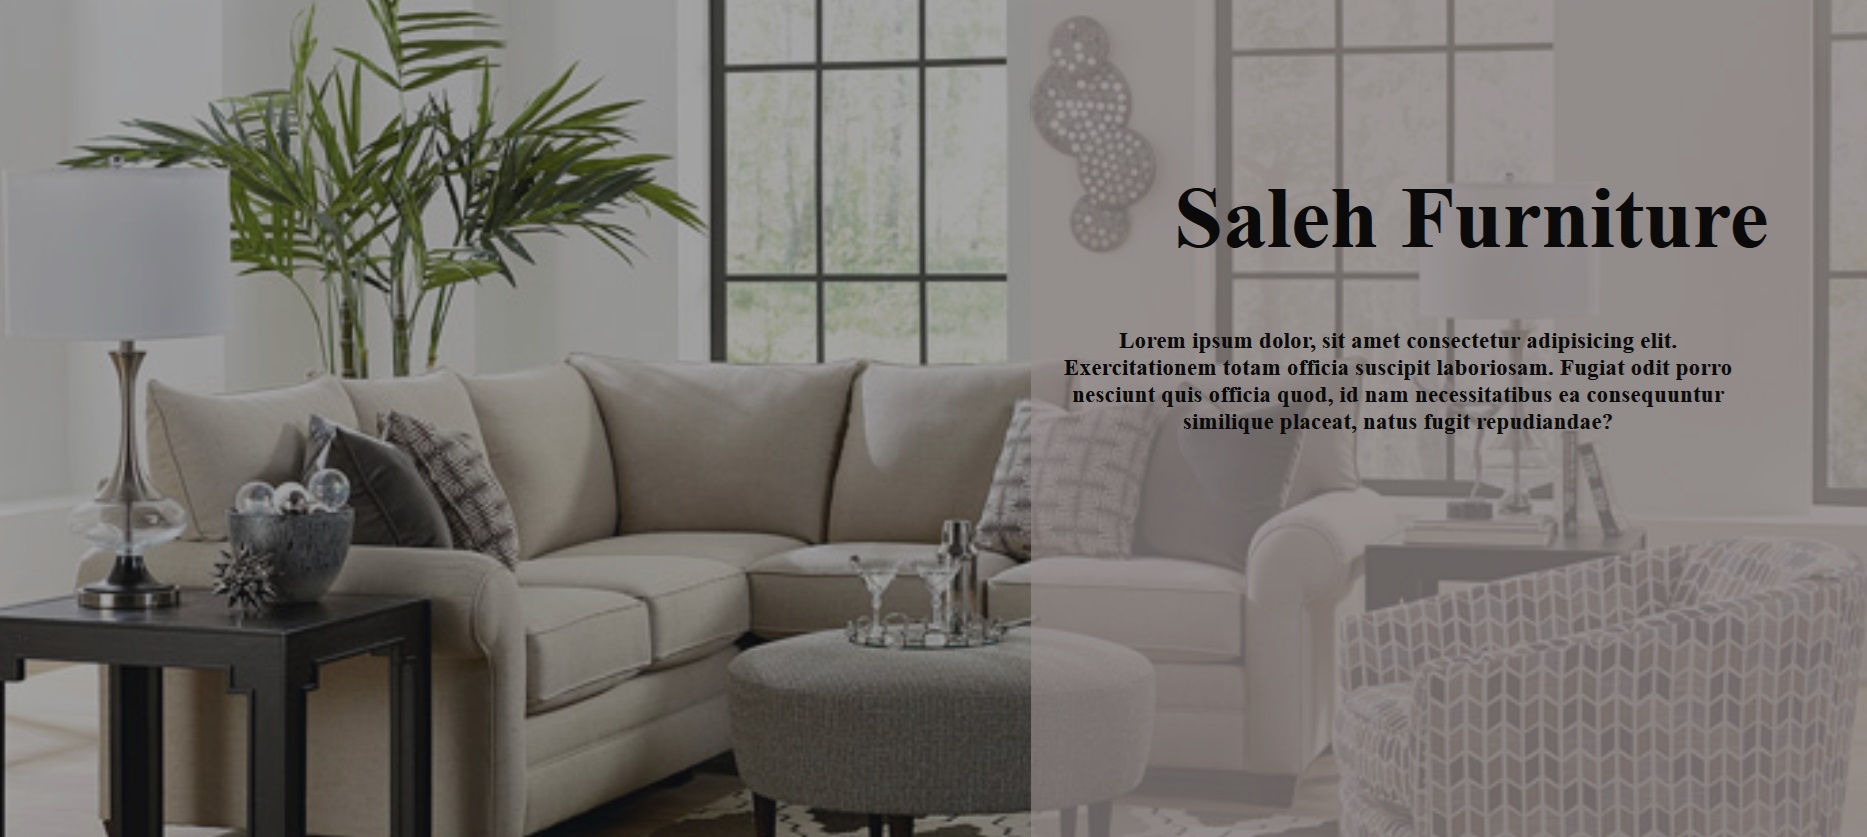 Saleh Furniture
Lorem ipsum dolor, sit amet consectetur adipisicing elit.
Exercitationem totam officia suscipit laboriosam. Fugiat odit porro
nesciunt quis officia quod, id nam necessitatibus ea consequuntur
similique placeat, natus fugit repudiandae?